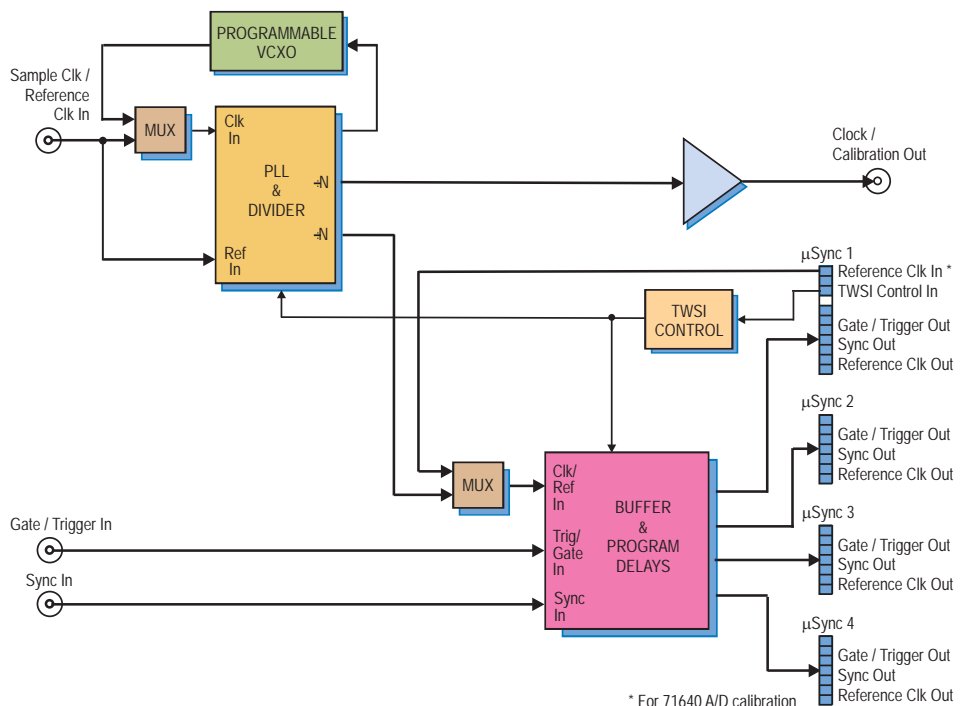 PROGRAMMABLE
VCXO
Sample Clk /
Reference
Clk In
MUX
Clk
In
PLL
&
DIVIDER
÷N
÷N
Ref
In
Clock /
Calibration Out
μSync 1
Reference Clk In *
TWSI Control In
Gate / Trigger Out
Sync Out
Reference Clk Out
TWSI
CONTROL
μSync 2
Gate / Trigger Out
Sync Out
Reference Clk Out
MUX
Clk/
Ref
In
Trig/
Gate
In
Sync
In
BUFFER
&
PROGRAM
DELAYS
Gate / Trigger In
Sync In
μSync 3
Gate / Trigger Out
Sync Out
Reference Clk Out
μSync 4
Gate / Trigger Out
Sync Out
Reference Clk Out
* For 71640 A/D calibration